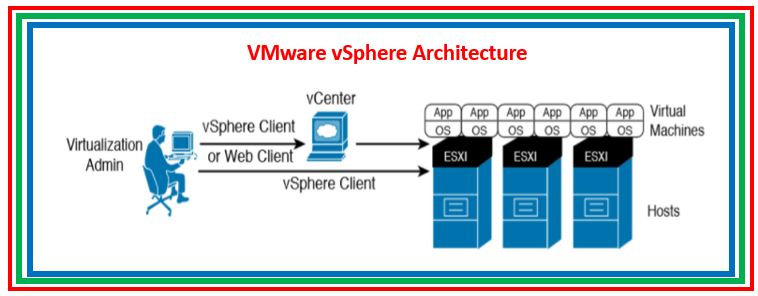 VMware vSphere Architecture
vCenter
vSphere Client
or Web Client
vSphere Client
Virtualization
Admin
App App App App App App
OS OS OS OS OS OS
Virtual
Machines
ESXI ESXI ESXI
Hosts